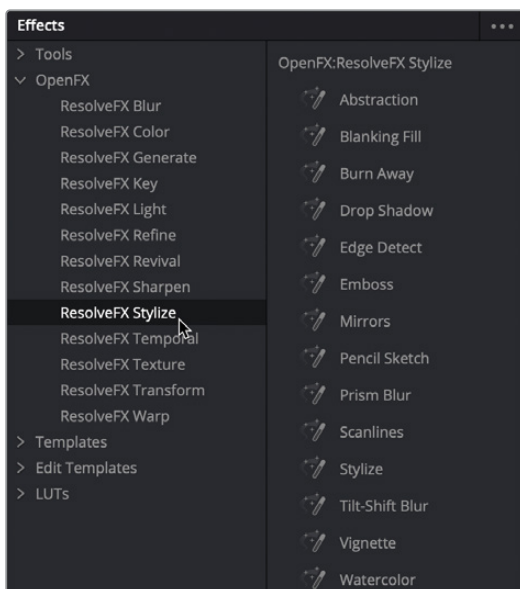 Effects
Tools
OpenFX
ResolveFX Blur
ResolveFX Color
ResolveFX Generate
ResolveFX Key
ResolveFX Light
ResolveFX Refine
ResolveFX Revival
ResolveFX Sharpen
ResolveFX Stylize
ResolveFX Temporal
ResolveFX Texture
ResolveFX Transform
ResolveFX Warp
Templates
Edit Templates
LUTs
OpenFX:ResolveFX Stylize
Abstraction
Blanking Fill
Burn Away
Drop Shadow
Edge Detect
Emboss
Mirrors
Pencil Sketch
Prism Blur
Scanlines
Stylize
Tilt-Shift Blur
Vignette
Watercolor